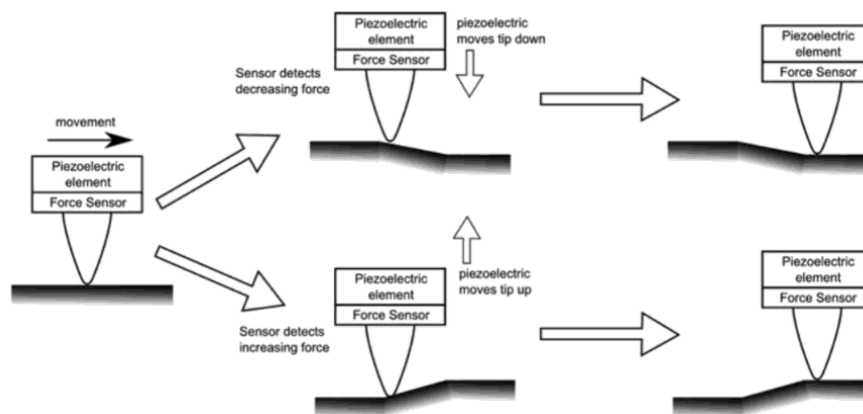 movement
Piezoelectric
element
Force Sensor
Sensor detects
decreasing force
Piezoelectric
element
Force Sensor
piezoelectric
moves tip down
Piezoelectric
element
Force Sensor
Sensor detects
increasing force
Piezoelectric
element
Force Sensor
piezoelectric
moves tip up
Piezoelectric
element
Force Sensor